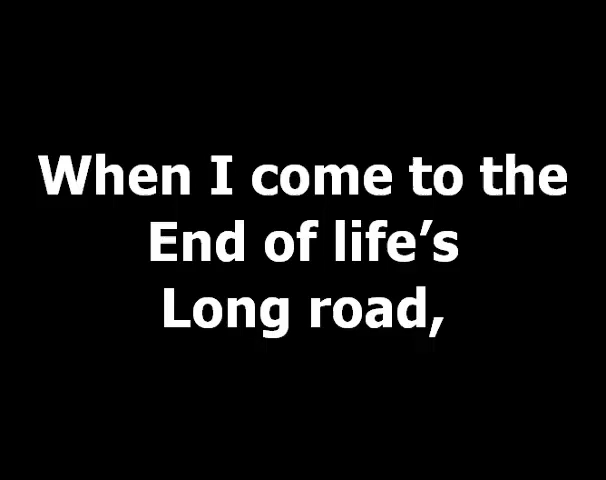 When I come to the
End of life’s
Long road,